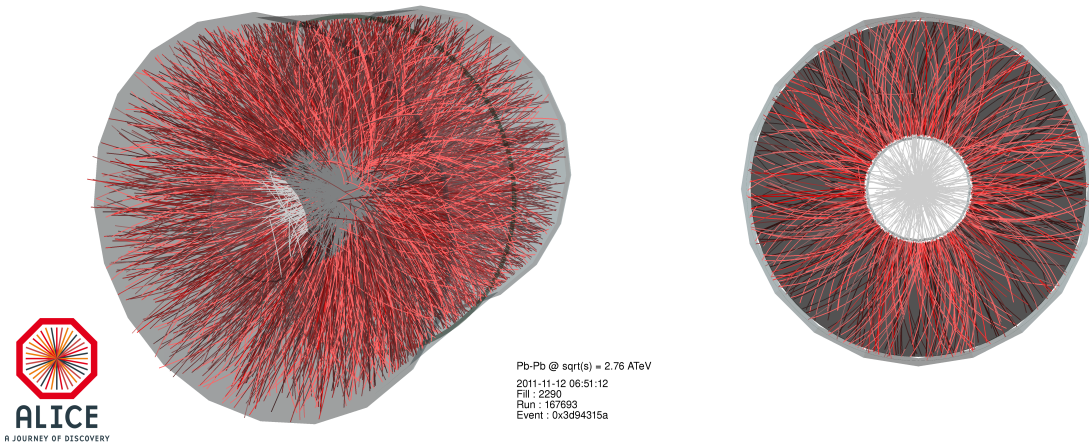 Pb-Pb @ sqrt(s) = 2.76 ATeV
2011-11-12 06:51:12
Fill : 2290
Run : 167693
Event : 0x3d94315a
ALICE
A JOURNEY OF DISCOVERY